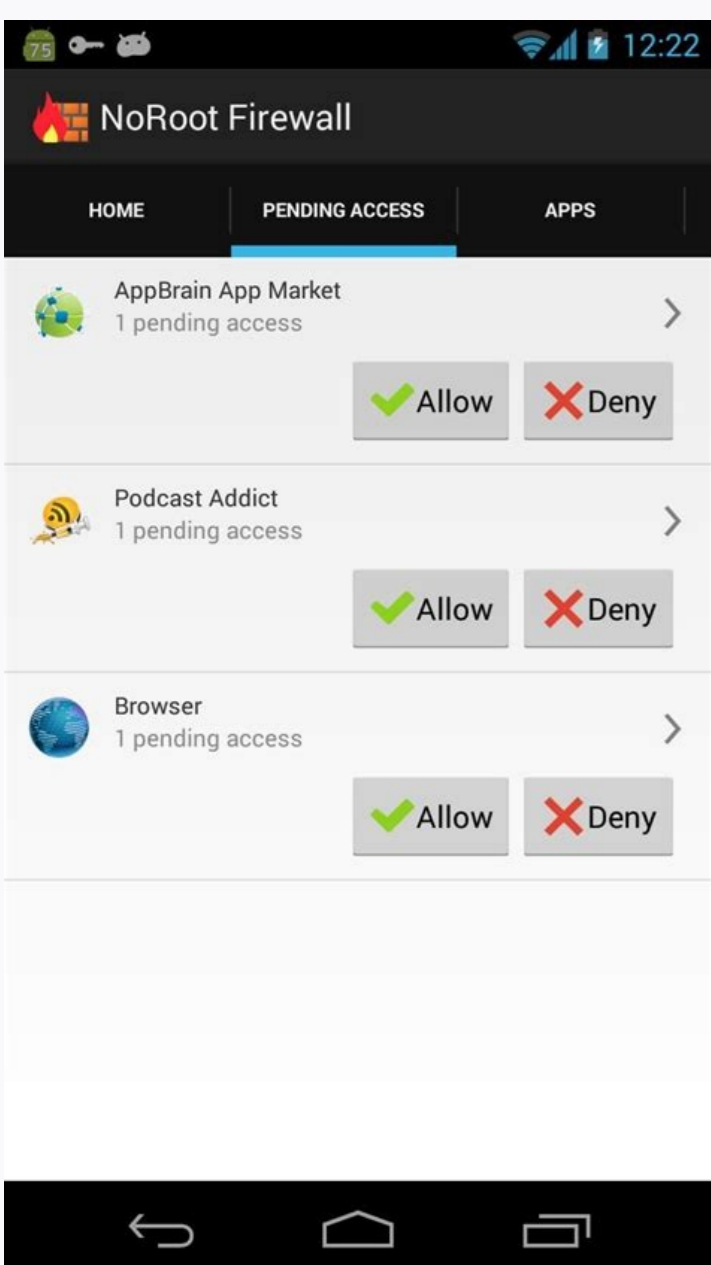 75
12:22
NoRoot Firewall
HOME PENDING ACCESS APPS
AppBrain App Market
1 pending access
Allow Deny
Podcast Addict
1 pending access
Allow Deny
Browser
1 pending access
Allow Deny